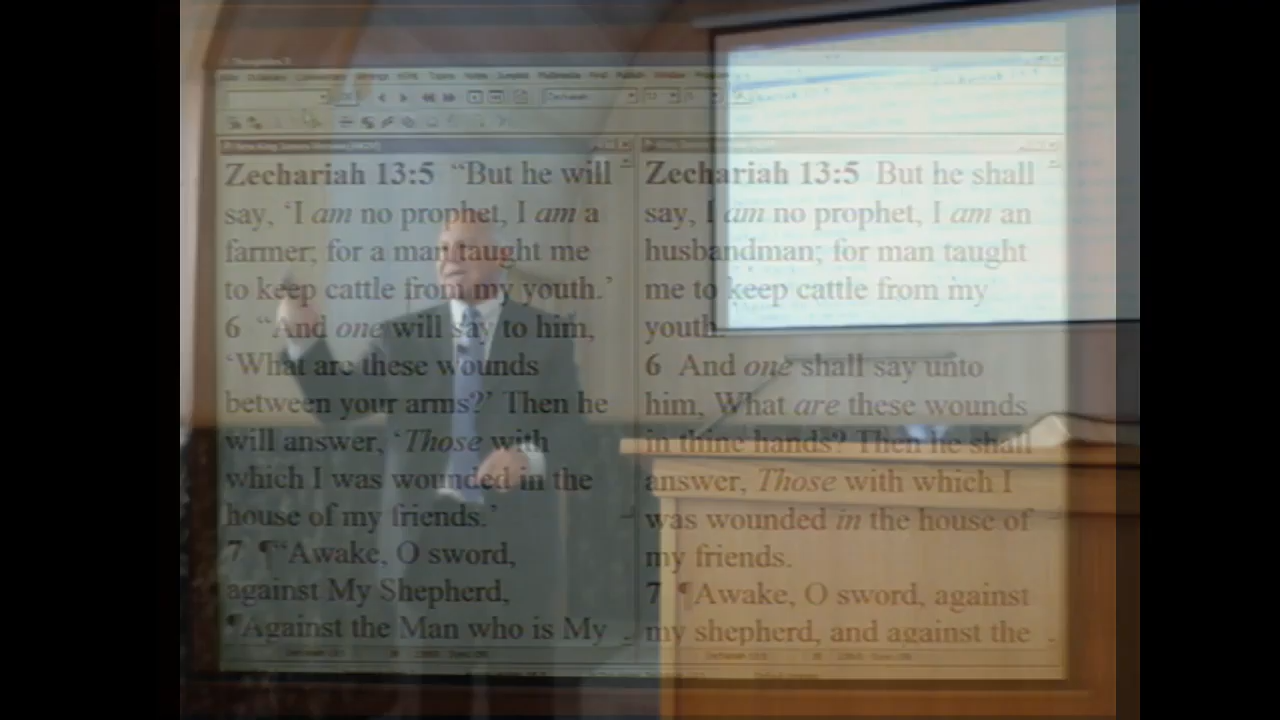 Zechariah 13:5 “But he will
say, ‘I am no prophet, I am a
farmer; for a man taught me
to keep cattle from my youth.’
6 “And one will say to him,
‘What are these wounds
between your arms?’ Then he
will answer, ‘Those with
which I was wounded in the
house of my friends.’
7 ¶“Awake, O sword,
against My Shepherd,
¶Against the Man who is My
Zechariah 13:5 But he shall
say, I am no prophet, I am an
husbandman; for man taught
me to keep cattle from my
youth.
6 And one shall say unto
him, What are these wounds
in thine hands? Then he shall
answer, Those with which I
was wounded in the house of
my friends.
7 ¶Awake, O sword, against
my shepherd, and against the